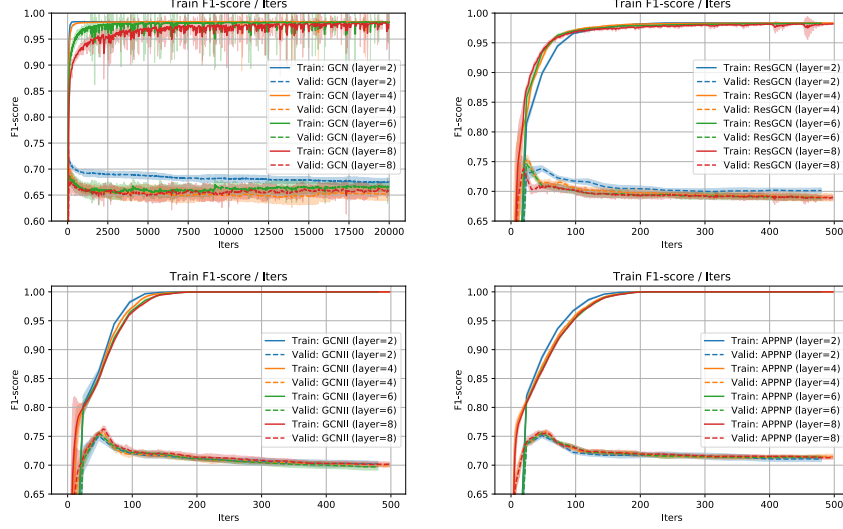 Train F1-score / Iters
1.00
0.95
0.90
0.85
0.80
0.75
0.70
0.65
0.60
F1-score
Train: GCN (layer=2)
Valid: GCN (layer=2)
Train: GCN (layer=4)
Valid: GCN (layer=4)
Train: GCN (layer=6)
Valid: GCN (layer=6)
Train: GCN (layer=8)
Valid: GCN (layer=8)
0 2500 5000 7500 10000 12500 15000 17500 20000
Iters
Train F1-score / Iters
1.00
0.95
0.90
0.85
0.80
0.75
0.70
0.65
F1-score
Train: ResGCN (layer=2)
Valid: ResGCN (layer=2)
Train: ResGCN (layer=4)
Valid: ResGCN (layer=4)
Train: ResGCN (layer=6)
Valid: ResGCN (layer=6)
Train: ResGCN (layer=8)
Valid: ResGCN (layer=8)
0 100 200 300 400 500
Iters
Train F1-score / Iters
1.00
0.95
0.90
0.85
0.80
0.75
0.70
0.65
F1-score
Train: GCNII (layer=2)
Valid: GCNII (layer=2)
Train: GCNII (layer=4)
Valid: GCNII (layer=4)
Train: GCNII (layer=6)
Valid: GCNII (layer=6)
Train: GCNII (layer=8)
Valid: GCNII (layer=8)
0 100 200 300 400 500
Iters
Train F1-score / Iters
1.00
0.95
0.90
0.85
0.80
0.75
0.70
0.65
F1-score
Train: APPNP (layer=2)
Valid: APPNP (layer=2)
Train: APPNP (layer=4)
Valid: APPNP (layer=4)
Train: APPNP (layer=6)
Valid: APPNP (layer=6)
Train: APPNP (layer=8)
Valid: APPNP (layer=8)
0 100 200 300 400 500
Iters